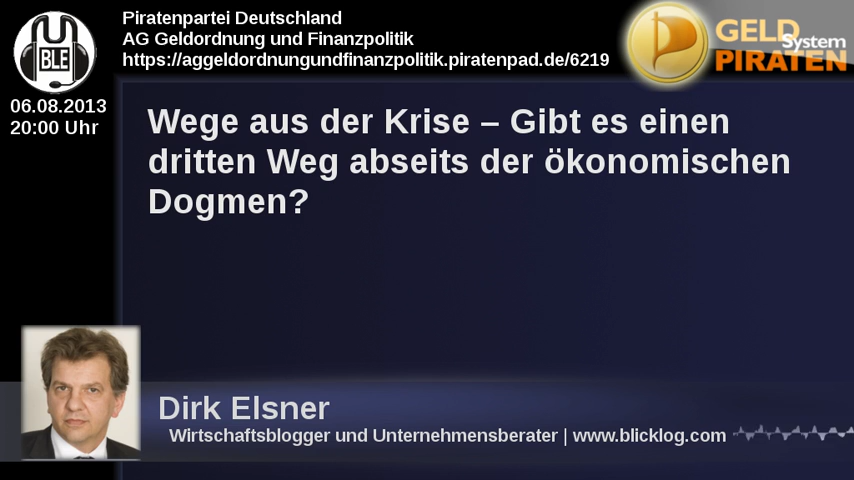 Piratenpartei Deutschland
AG Geldordnung und Finanzpolitik
https://aggeldordnungundfinanzpolitik.piratenpad.de/6219
BLE
GELD
System
PIRATEN
06.08.2013
20:00 Uhr
Wege aus der Krise – Gibt es einen
dritten Weg abseits der ökonomischen
Dogmen?
Dirk Elsner
Wirtschaftsblogger und Unternehmensberater | www.blicklog.com